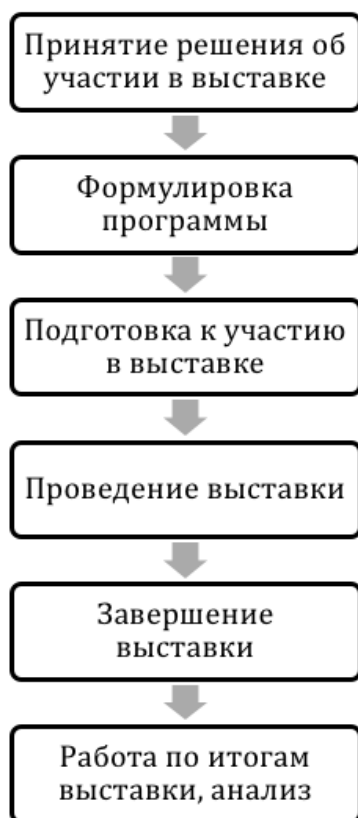 Принятие решения об
участии в выставке
Формулировка
программы
Подготовка к участию
в выставке
Проведение выставки
Завершение
выставки
Работа по итогам
выставки, анализ